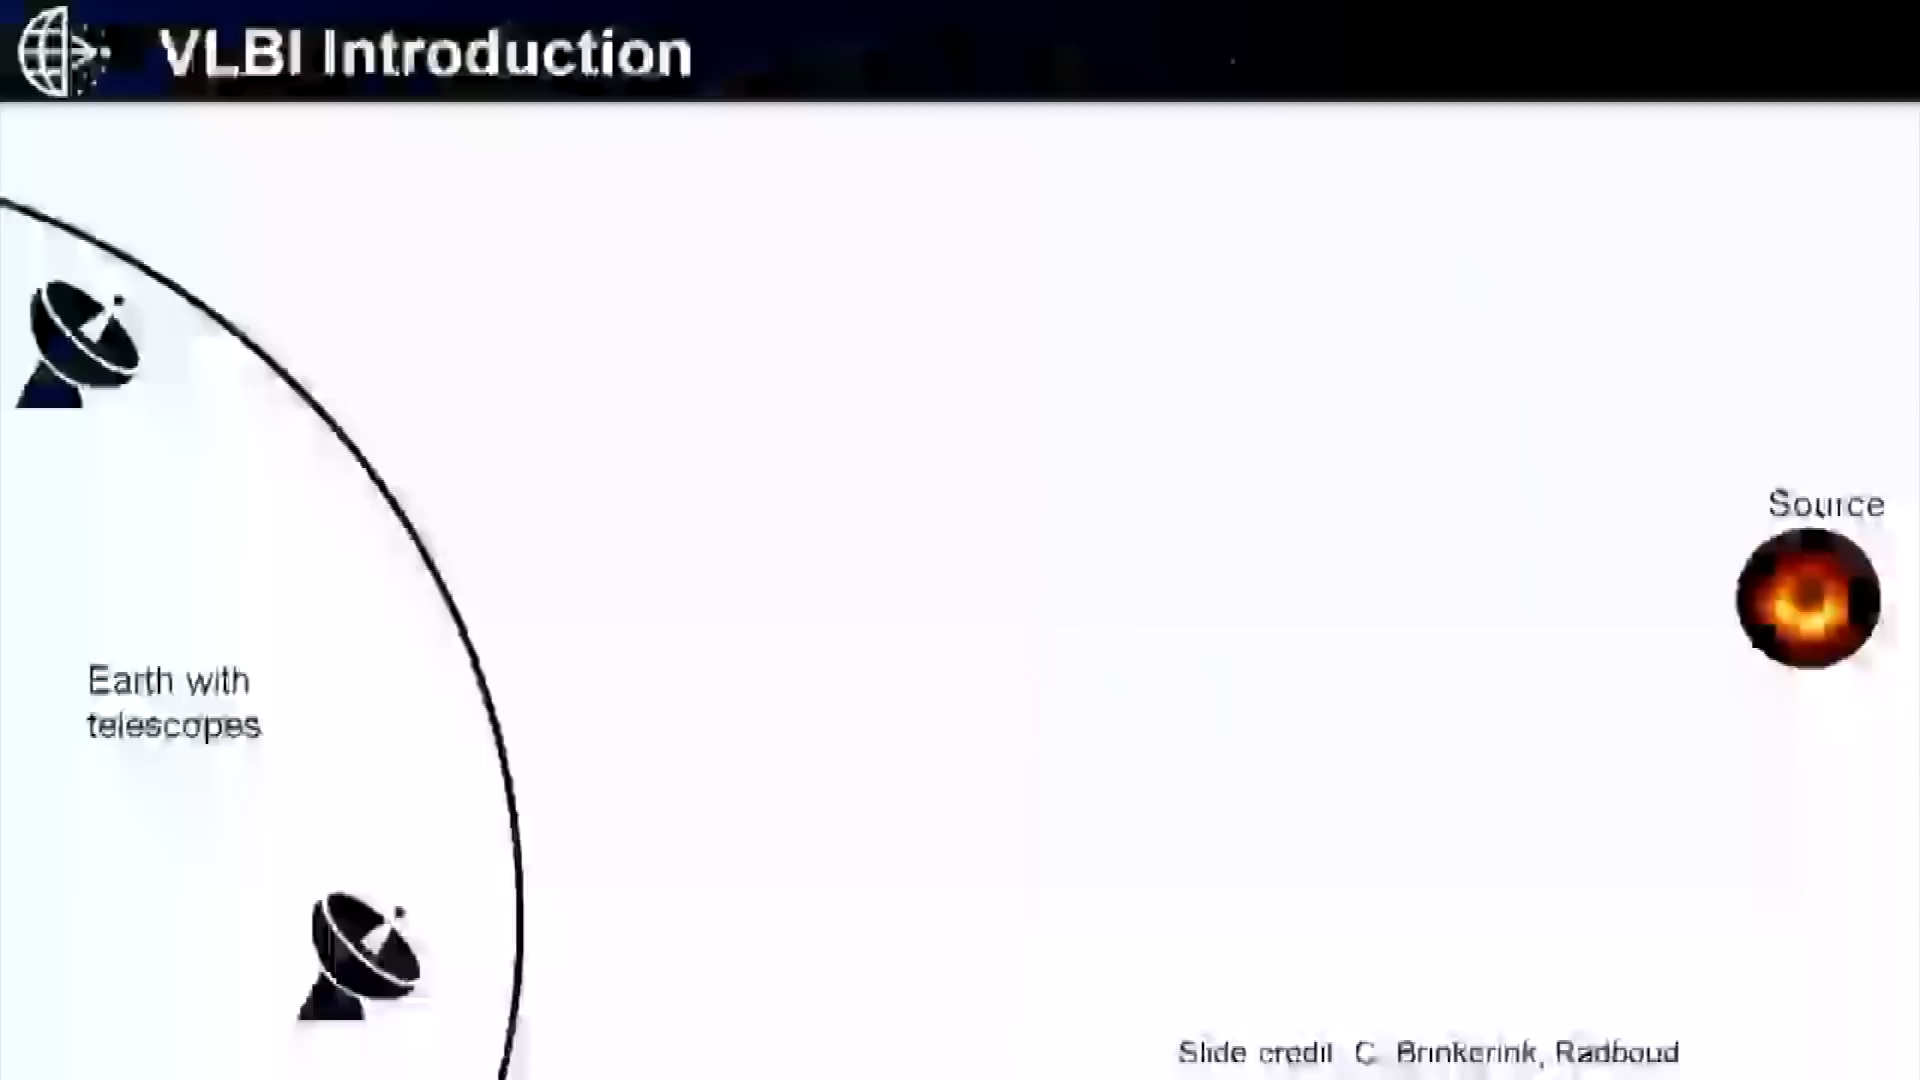 VLBI Introduction
Source
Earth with
telescopes
Slide credit C. Brinkerink, Radboud